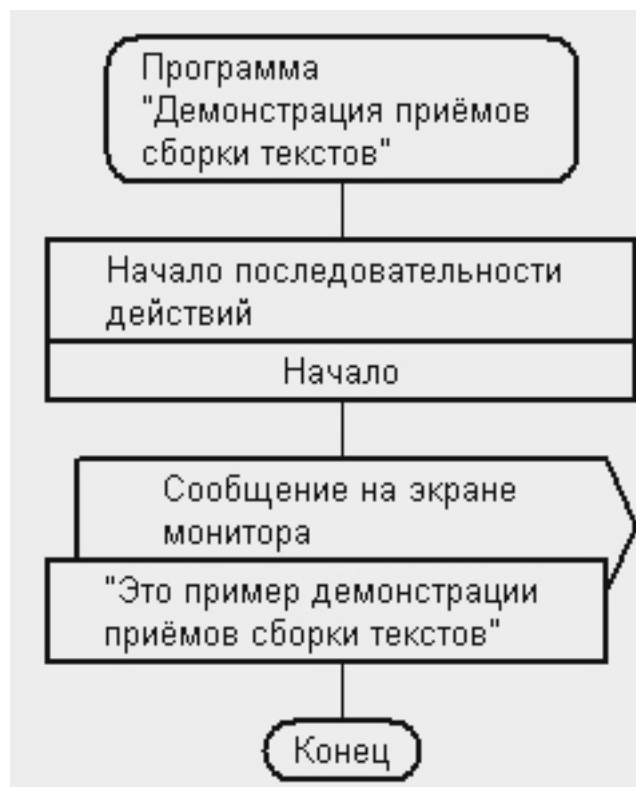 Программа
"Демонстрация приёмов
сборки текстов"
Начало последовательности
действий
Начало
Сообщение на экране
монитора
"Это пример демонстрации
приёмов сборки текстов"
Конец